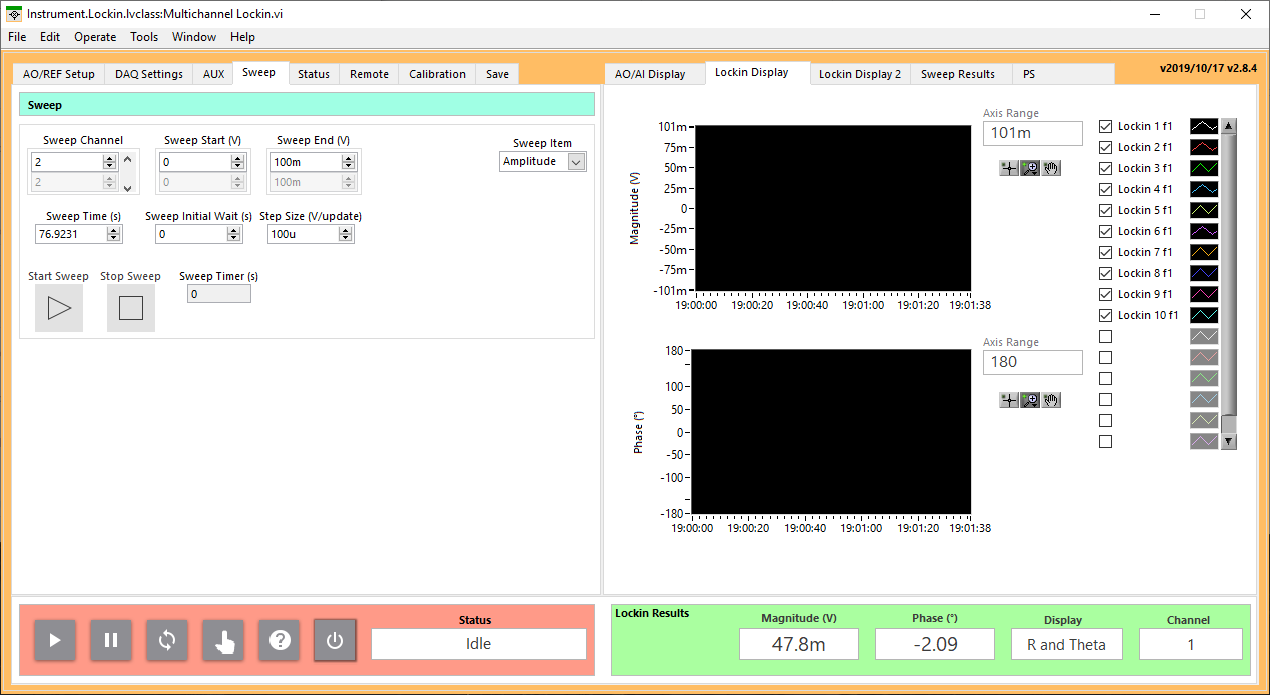 Instrument.Lockin.lvclass:Multichannel Lockin.vi
File Edit Operate Tools Window Help
AO/REF Setup DAQ Settings AUX Sweep Status Remote Calibration Save
AO/AI Display Lockin Display Lockin Display 2 Sweep Results PS
v2019/10/17 v2.8.4
Sweep
Sweep Channel Sweep Start (V) Sweep End (V) Sweep Item
2 0 100m Amplitude
2 0 100m
Sweep Time (s) Sweep Initial Wait (s) Step Size (V/update)
76.9231 0 100u
Start Sweep Stop Sweep Sweep Timer (s)
0
Magnitude (V)
101m
75m
50m
25m
0
-25m
-50m
-75m
-101m
19:00:00 19:00:20 19:00:40 19:01:00 19:01:20 19:01:38
Axis Range
101m
Phase (°)
180
100
50
0
-50
-100
-180
19:00:00 19:00:20 19:00:40 19:01:00 19:01:20 19:01:38
Axis Range
180
Lockin 1 f1
Lockin 2 f1
Lockin 3 f1
Lockin 4 f1
Lockin 5 f1
Lockin 6 f1
Lockin 7 f1
Lockin 8 f1
Lockin 9 f1
Lockin 10 f1
Status
Idle
Lockin Results
Magnitude (V) Phase (°) Display Channel
47.8m -2.09 R and Theta 1